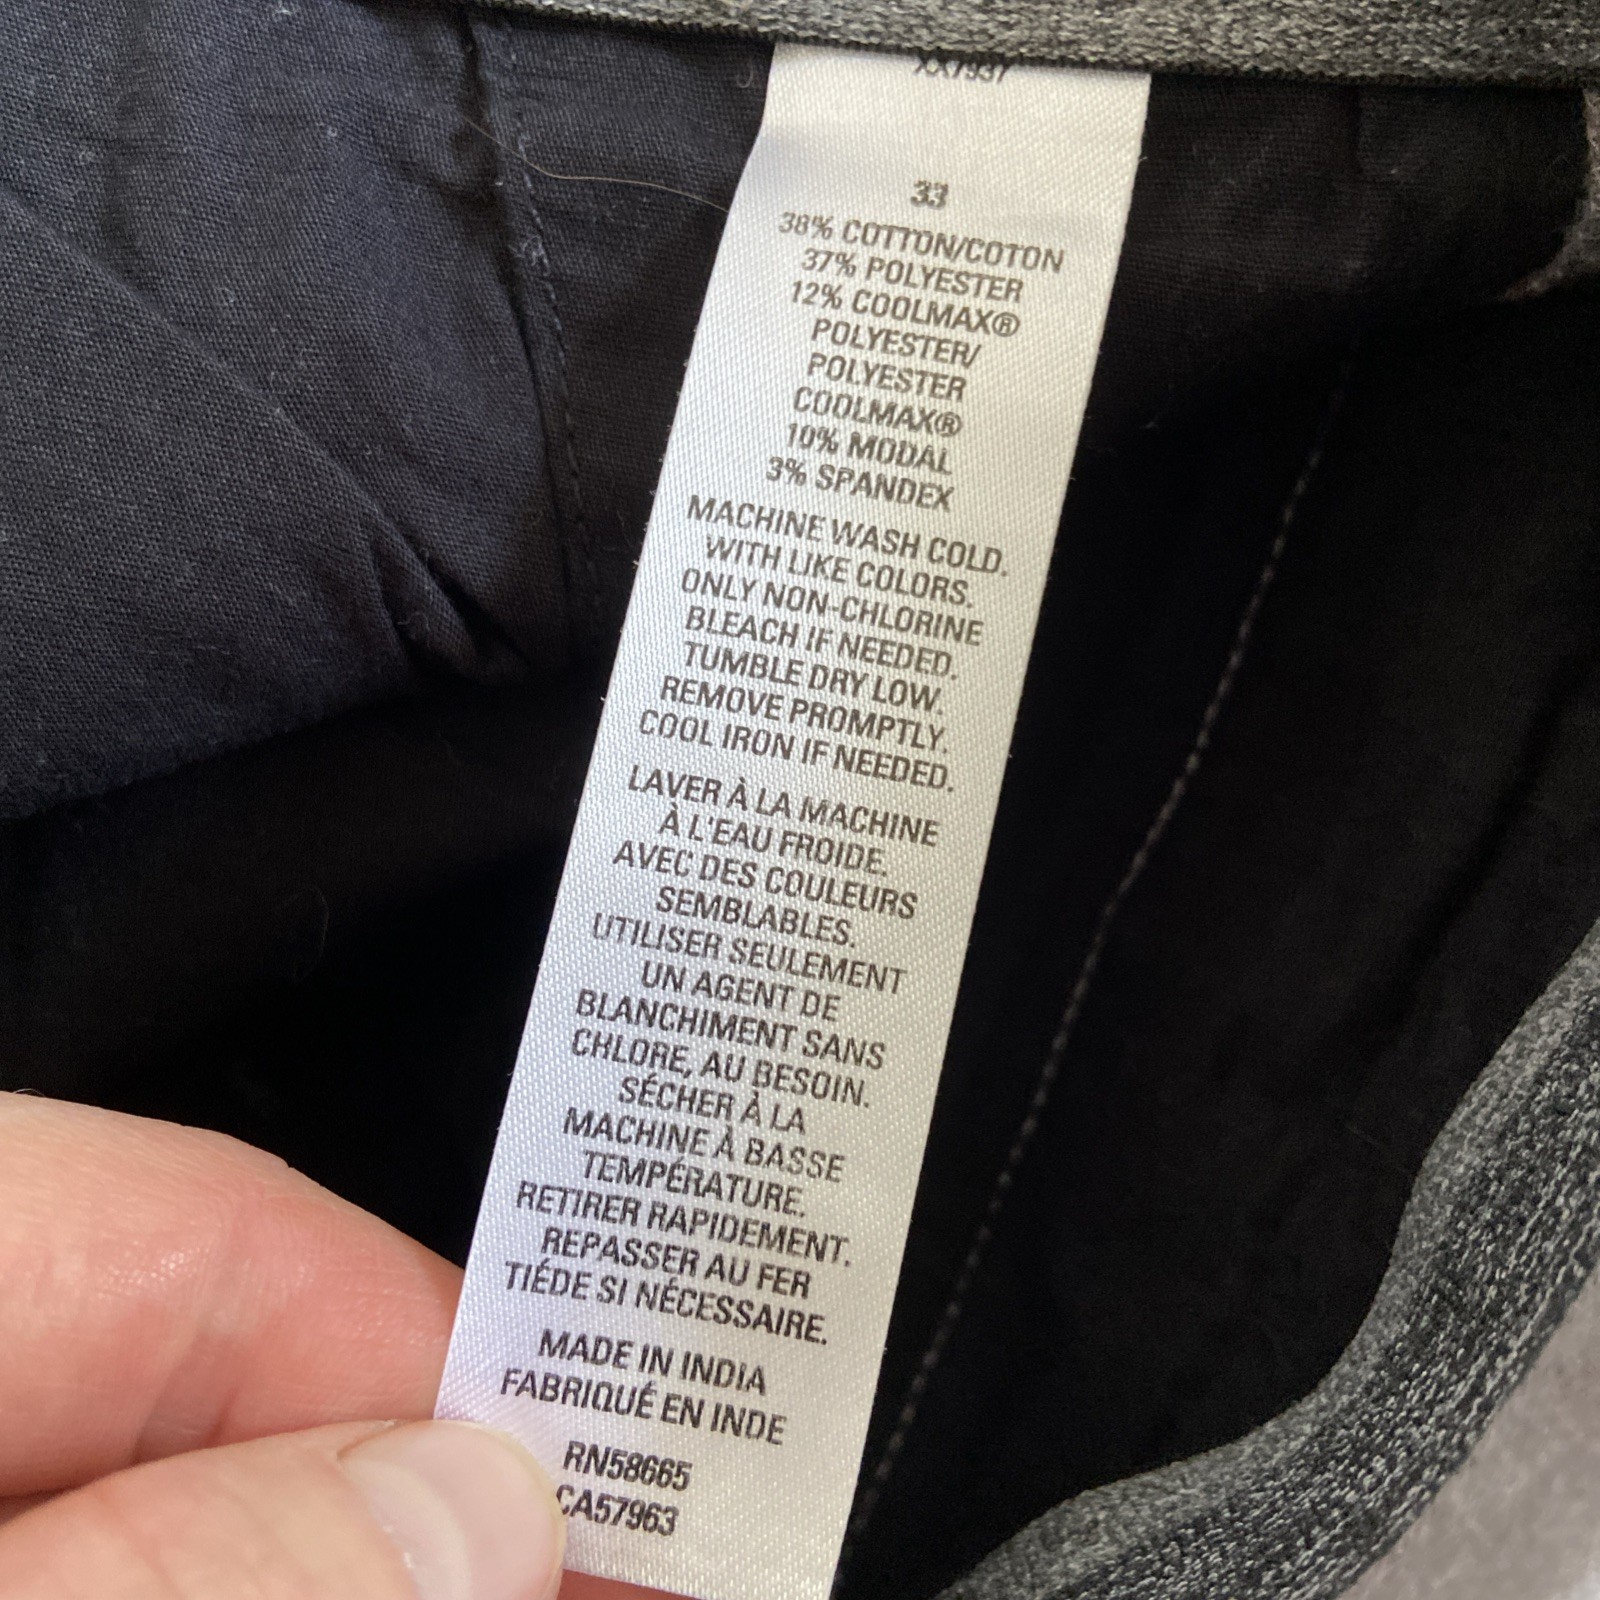 XX7937
33
38% COTTON/COTON
37% POLYESTER
12% COOLMAX®
POLYESTER/
POLYESTER
COOLMAX®
10% MODAL
3% SPANDEX
MACHINE WASH COLD.
WITH LIKE COLORS.
ONLY NON-CHLORINE
BLEACH IF NEEDED.
TUMBLE DRY LOW.
REMOVE PROMPTLY.
COOL IRON IF NEEDED.
LAVER À LA MACHINE
À L'EAU FROIDE.
AVEC DES COULEURS
SEMBLABLES.
UTILISER SEULEMENT
UN AGENT DE
BLANCHIMENT SANS
CHLORE, AU BESOIN.
SÉCHER À LA
MACHINE À BASSE
TEMPÉRATURE.
RETIRER RAPIDEMENT.
REPASSER AU FER
TIÉDE SI NÉCESSAIRE.
MADE IN INDIA
FABRIQUÉ EN INDE
RN58665
CA57963